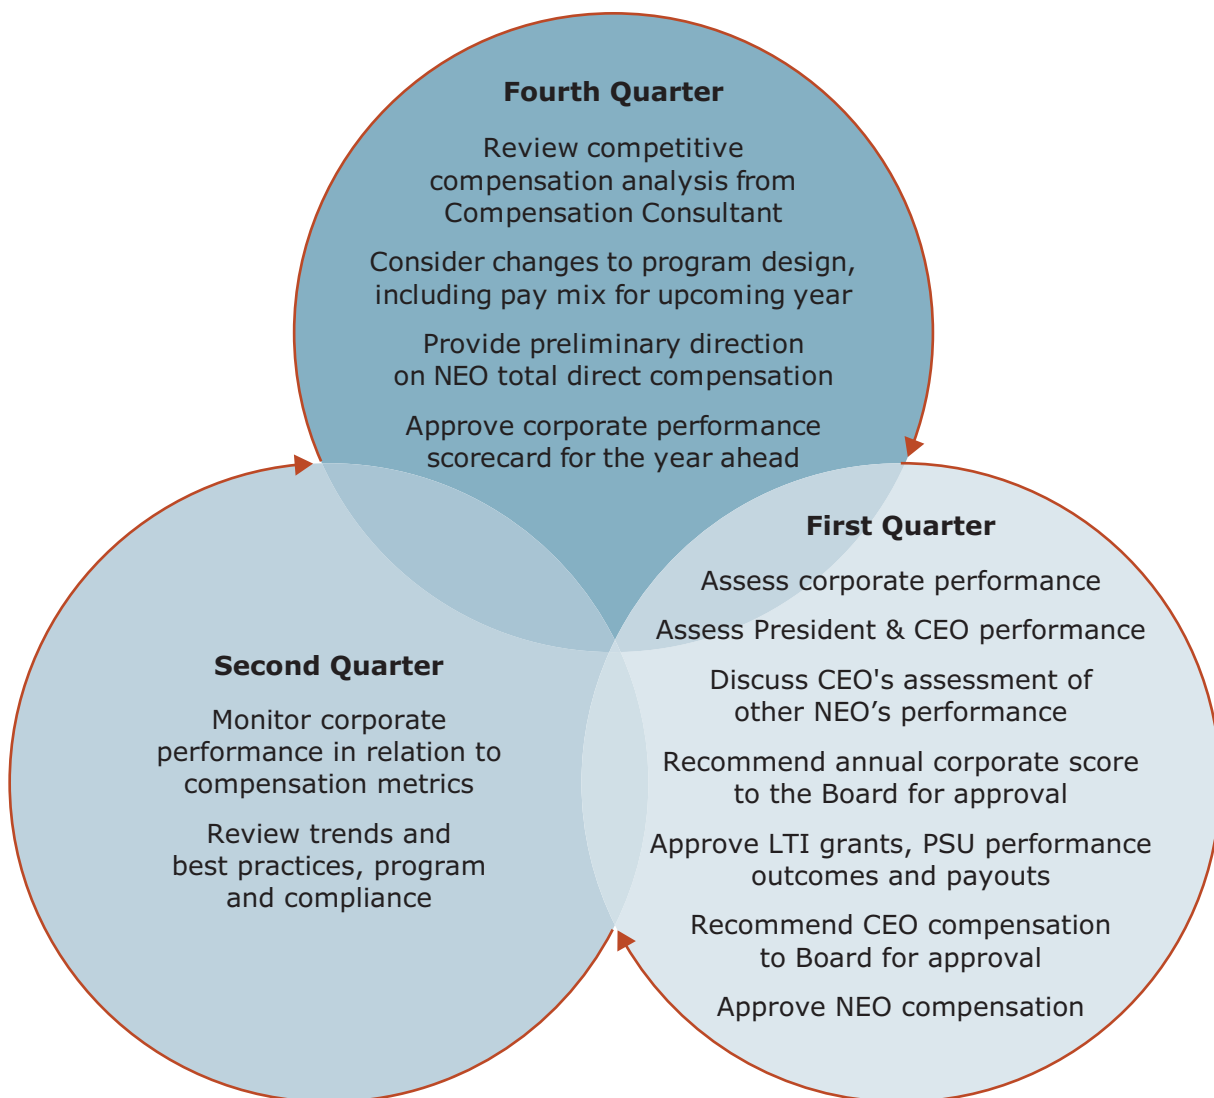 Fourth Quarter
Review competitive
compensation analysis from
Compensation Consultant
Consider changes to program design,
including pay mix for upcoming year
Provide preliminary direction
on NEO total direct compensation
Approve corporate performance
scorecard for the year ahead
First Quarter
Assess corporate performance
Assess President & CEO performance
Discuss CEO's assessment of
other NEO’s performance
Recommend annual corporate score
to the Board for approval
Approve LTI grants, PSU performance
outcomes and payouts
Recommend CEO compensation
to Board for approval
Approve NEO compensation
Second Quarter
Monitor corporate
performance in relation to
compensation metrics
Review trends and
best practices, program
and compliance